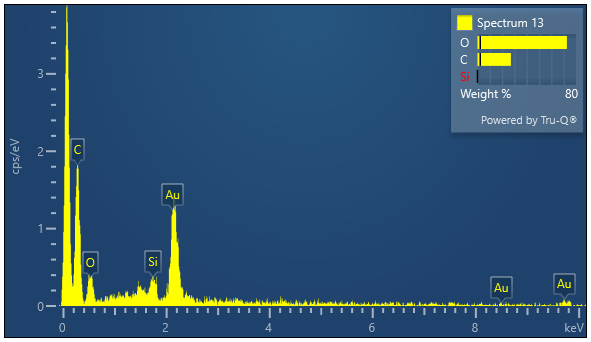 Spectrum 13
O
C
Si
Weight % 80
Powered by Tru-Q®
cps/eV
3
2
1
0
C
O
Si
Au
Au
Au
0 2 4 6 8 keV